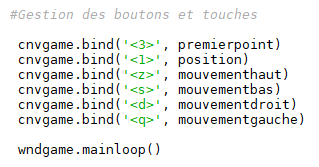 #Gestion des boutons et touches
cnvgame.bind('<3>', premierpoint)
cnvgame.bind('<1>', position)
cnvgame.bind('<z>', mouvementhaut)
cnvgame.bind('<s>', mouvementbas)
cnvgame.bind('<d>', mouvementdroit)
cnvgame.bind('<q>', mouvementgauche)
wndgame.mainloop()